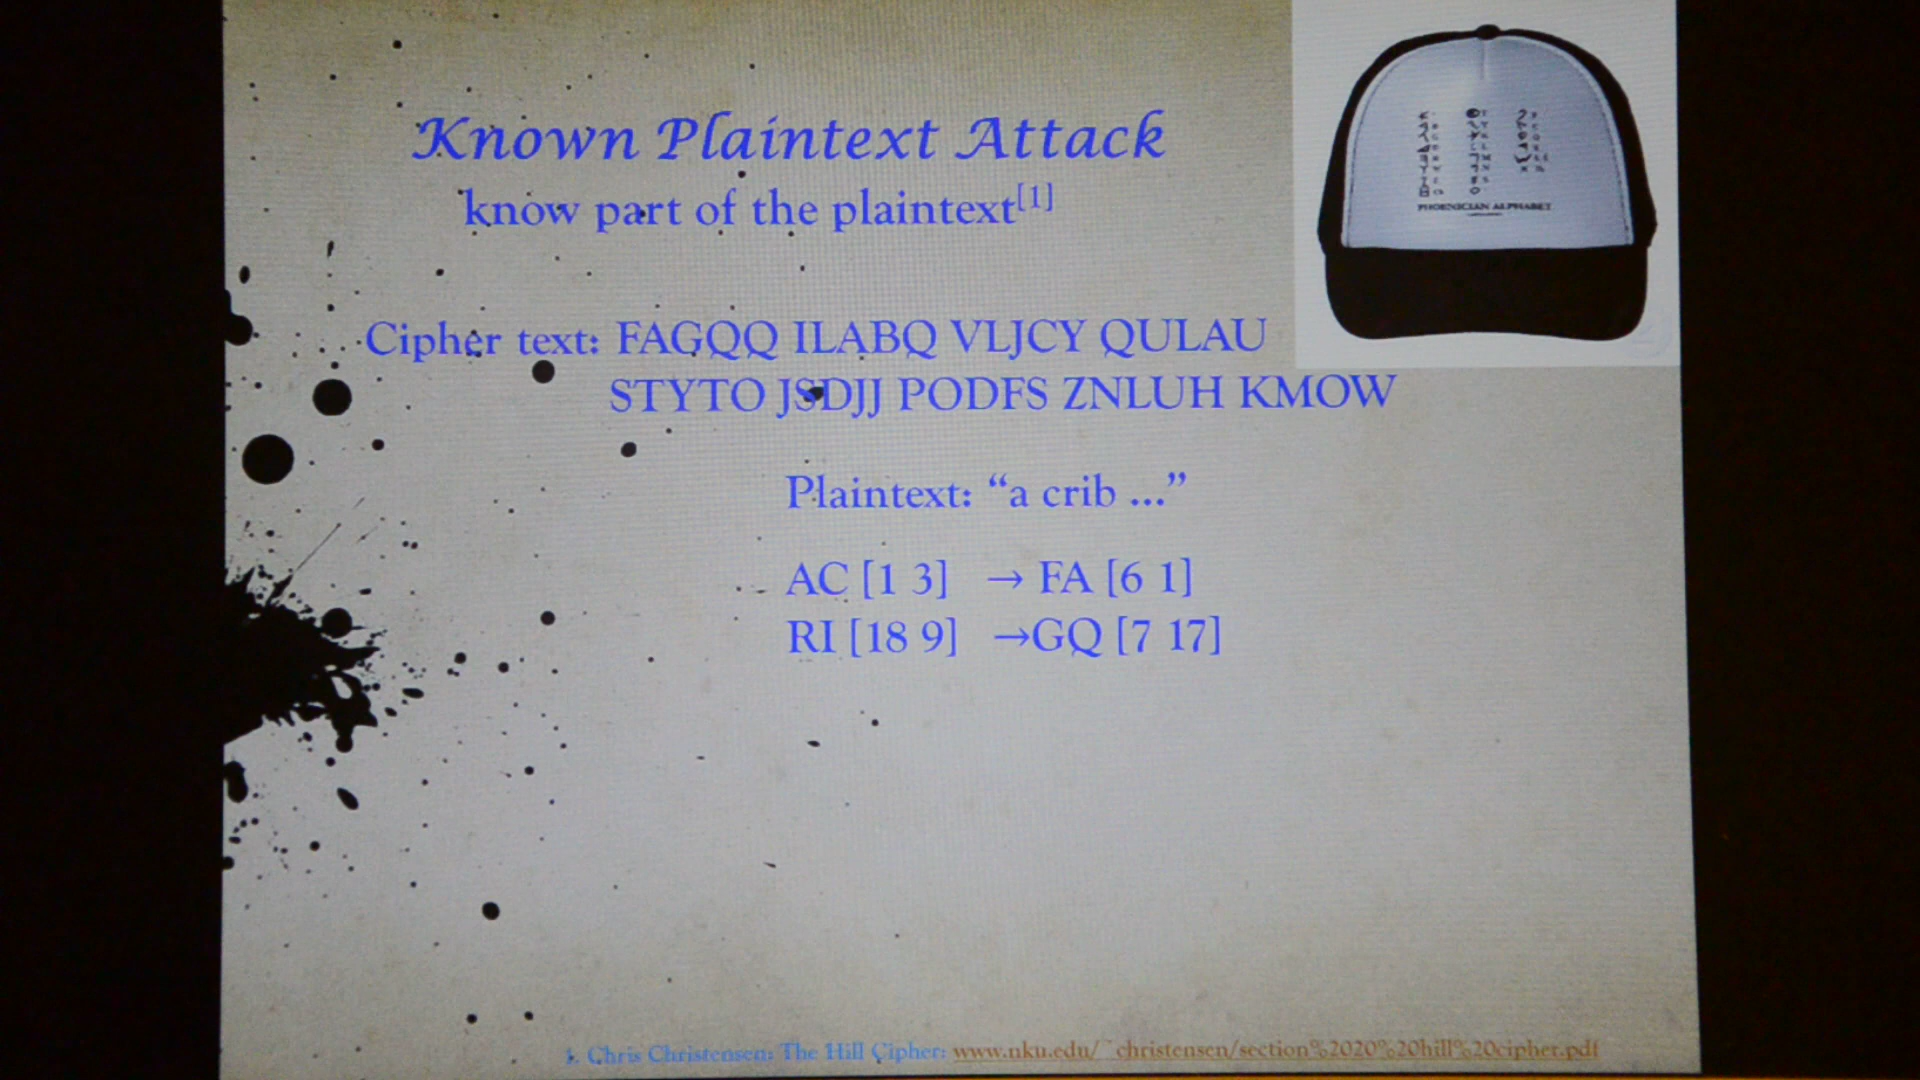 Known Plaintext Attack
know part of the plaintext[1]
PHOENICIAN ALPHABET
Cipher text: FAGQQ ILABQ VLJCY QULAU
STYTO JSDJJ PODFS ZNLUH KMOW
Plaintext: “a crib ...”
AC [1 3] → FA [6 1]
RI [18 9] →GQ [7 17]
1. Chris Christensen: The Hill Cipher: www.nku.edu/~christensen/section%2020%20hill%20cipher.pdf